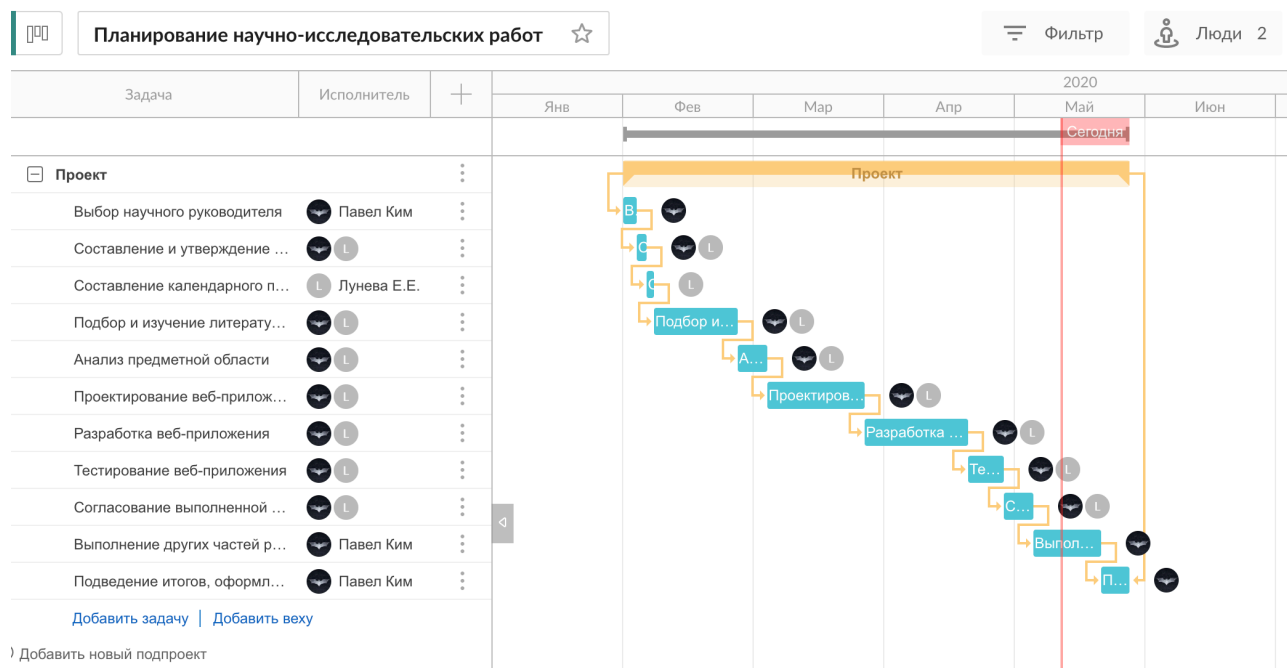 Планирование научно-исследовательских работ
Фильтр
Люди 2
Задача Исполнитель
2020
Янв Фев Мар Апр Май Июн
Сегодня
Проект Проект
Выбор научного руководителя Павел Ким В
Составление и утверждение ... L С L
Составление календарного п... L Лунева Е.Е. С L
Подбор и изучение литерату... L Подбор и... L
Анализ предметной области L А... L
Проектирование веб-прилож... L Проектиров... L
Разработка веб-приложения L Разработка ... L
Тестирование веб-приложения L Те... L
Согласование выполненной ... L С... L
Выполнение других частей р... Павел Ким Выпол...
Подведение итогов, оформл... Павел Ким П...
Добавить задачу | Добавить веху
Добавить новый подпроект